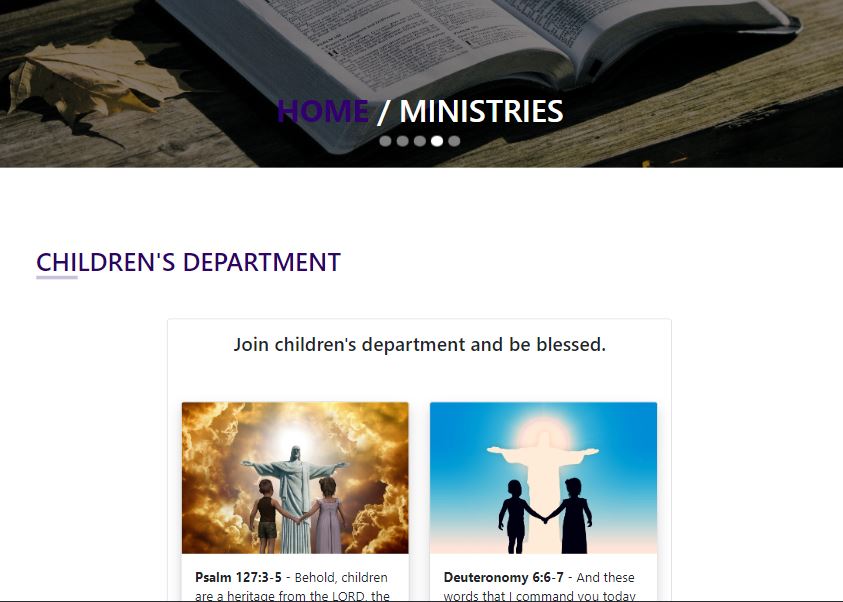 HOME / MINISTRIES
CHILDREN'S DEPARTMENT
Join children's department and be blessed.
Psalm 127:3-5 - Behold, children
are a heritage from the LORD, the
Deuteronomy 6:6-7 - And these
words that I command you today